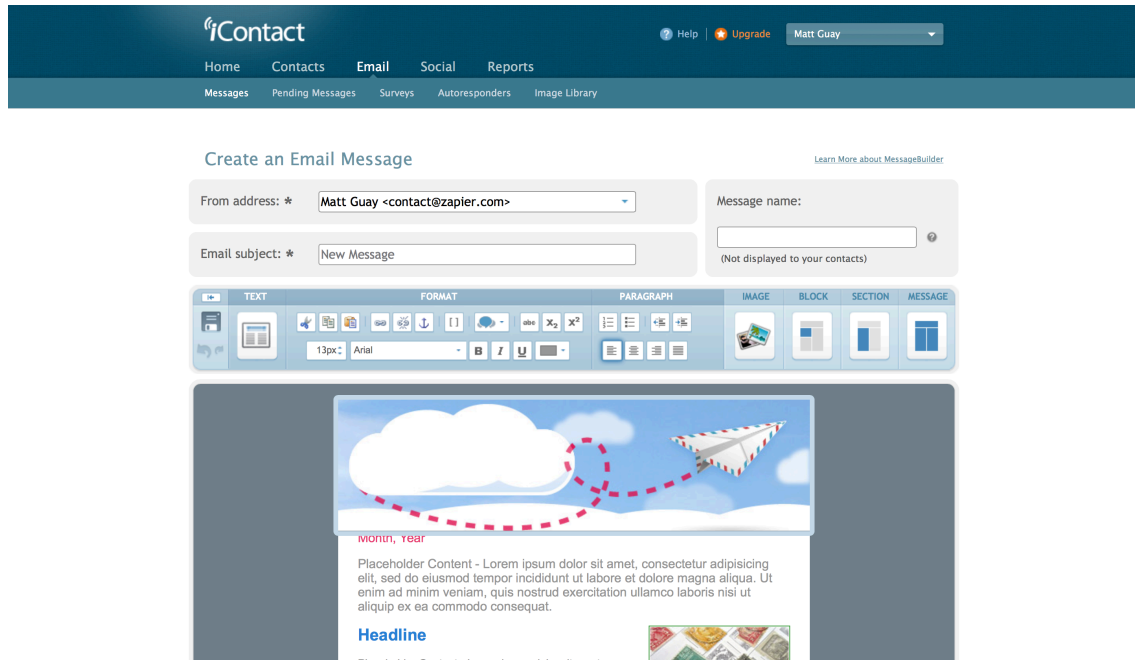 iContact
Help | Upgrade Matt Guay
Home Contacts Email Social Reports
Messages Pending Messages Surveys Autoresponders Image Library
Create an Email Message
Learn More about MessageBuilder
From address: *
Matt Guay <contact@zapier.com>
Message name:
Email subject: *
New Message
(Not displayed to your contacts)
TEXT FORMAT PARAGRAPH IMAGE BLOCK SECTION MESSAGE
abc X2 X²
13px Arial B I U
Month, Year
Placeholder Content - Lorem ipsum dolor sit amet, consectetur adipisicing
elit, sed do eiusmod tempor incididunt ut labore et dolore magna aliqua. Ut
enim ad minim veniam, quis nostrud exercitation ullamco laboris nisi ut
aliquip ex ea commodo consequat.
Headline